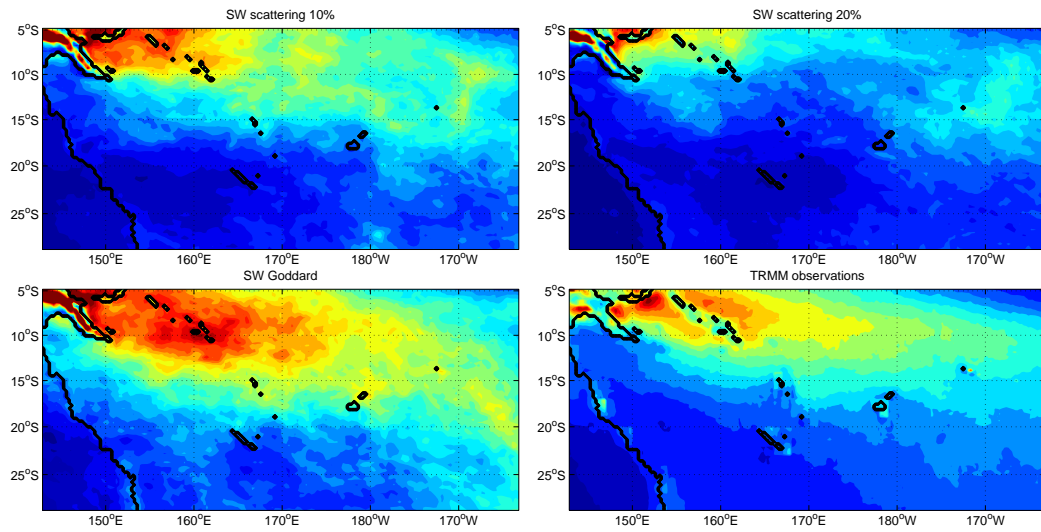 SW scattering 10%
5°S
10°S
15°S
20°S
25°S
150°E 160°E 170°E 180°W 170°W
SW scattering 20%
5°S
10°S
15°S
20°S
25°S
150°E 160°E 170°E 180°W 170°W
SW Goddard
5°S
10°S
15°S
20°S
25°S
150°E 160°E 170°E 180°W 170°W
TRMM observations
5°S
10°S
15°S
20°S
25°S
150°E 160°E 170°E 180°W 170°W